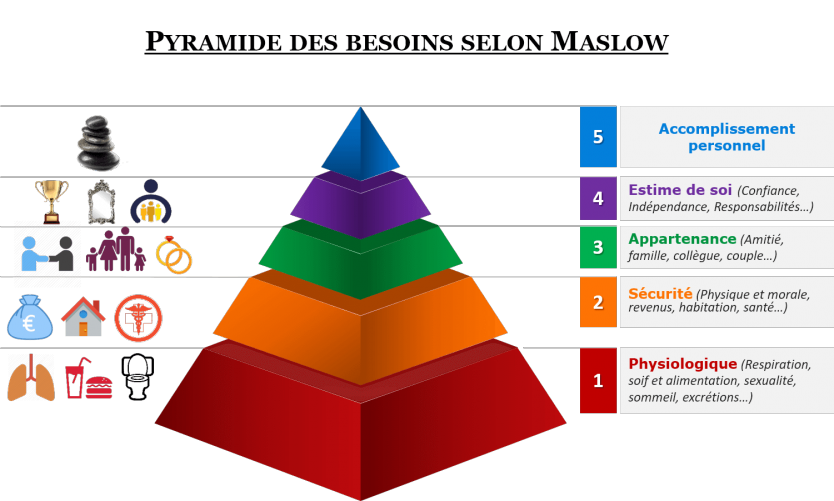 PYRAMIDE DES BESOINS SELON MASLOW
5
Accomplissement
personnel
4
Estime de soi (Confiance,
Indépendance, Responsabilités...)
3
Appartenance (Amitié,
famille, collègue, couple...)
2
Sécurité (Physique et morale,
revenus, habitation, santé...)
€
1
Physiologique (Respiration,
soif et alimentation, sexualité,
sommeil, excrétions...)